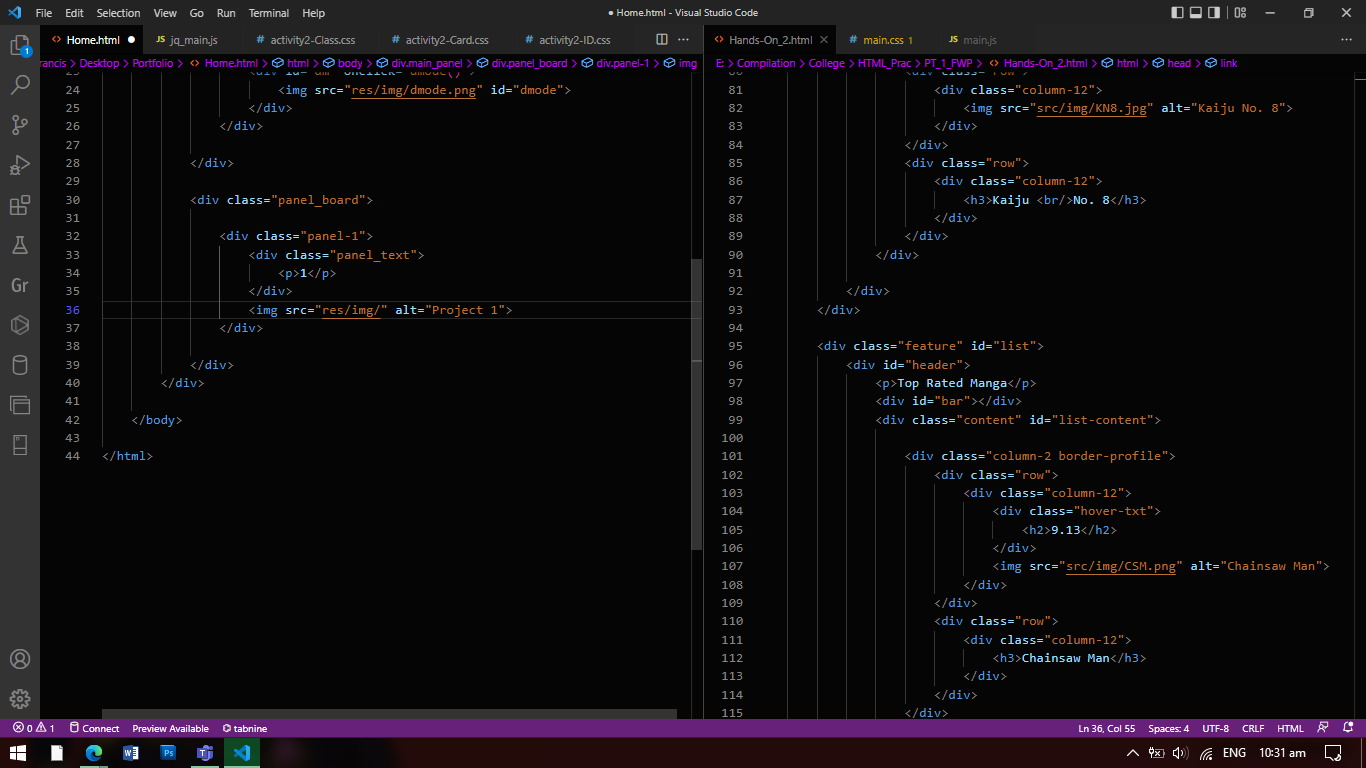 File Edit Selection View Go Run Terminal Help
● Home.html - Visual Studio Code
Home.html ●
JS jq_main.js
# activity2-Class.css
# activity2-Card.css
# activity2-ID.css
Hands-On_2.html
# main.css 1
JS main.js
rancis > Desktop > Portfolio > Home.html > html > body > div.main_panel > div.panel_board > div.panel-1 > img
24 <img src="res/img/dmode.png" id="dmode">
25 </div>
26 </div>
27
28 </div>
29
30 <div class="panel_board">
31
32 <div class="panel-1">
33 <div class="panel_text">
34 <p>1</p>
35 </div>
36 <img src="res/img/" alt="Project 1">
37 </div>
38
39 </div>
40 </div>
41
42 </body>
43
44 </html>
E: > Compilation > College > HTML_Prac > PT_1_FWP > Hands-On_2.html > html > head > link
81 <div class="column-12">
82 <img src="src/img/KN8.jpg" alt="Kaiju No. 8">
83 </div>
84 </div>
85 <div class="row">
86 <div class="column-12">
87 <h3>Kaiju <br/>No. 8</h3>
88 </div>
89 </div>
90 </div>
91
92 </div>
93 </div>
94
95 <div class="feature" id="list">
96 <div id="header">
97 <p>Top Rated Manga</p>
98 <div id="bar"></div>
99 <div class="content" id="list-content">
100
101 <div class="column-2 border-profile">
102 <div class="row">
103 <div class="column-12">
104 <div class="hover-txt">
105 <h2>9.13</h2>
106 </div>
107 <img src="src/img/CSM.png" alt="Chainsaw Man">
108 </div>
109 </div>
110 <div class="row">
111 <div class="column-12">
112 <h3>Chainsaw Man</h3>
113 </div>
114 </div>
115 </div>
1
Gr
0 1 Connect Preview Available tabnine
Ln 36, Col 55 Spaces: 4 UTF-8 CRLF HTML
ENG 10:31 am